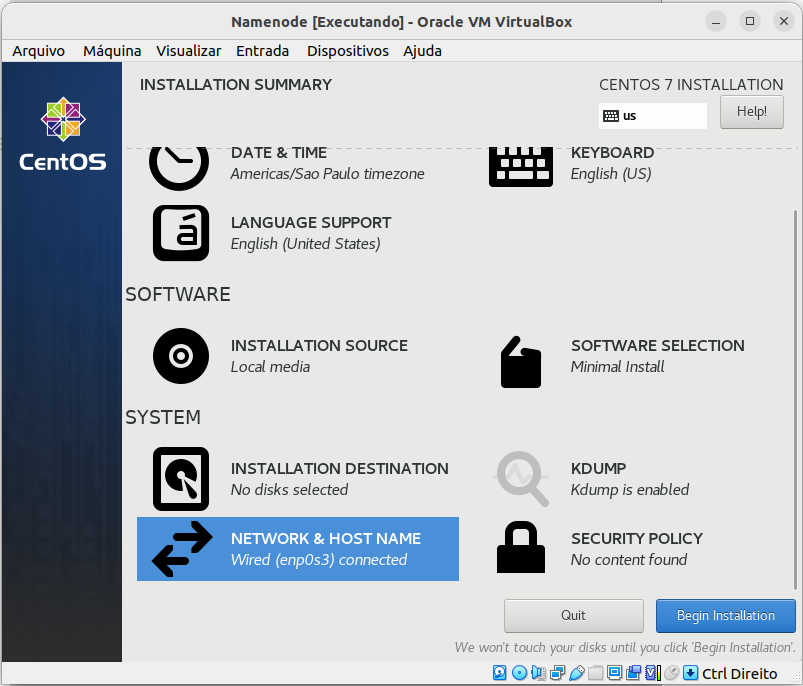 Namenode [Executando] - Oracle VM VirtualBox
Arquivo Máquina Visualizar Entrada Dispositivos Ajuda
INSTALLATION SUMMARY
CENTOS 7 INSTALLATION
us
Help!
CentOS
DATE & TIME
Americas/Sao Paulo timezone
KEYBOARD
English (US)
á
LANGUAGE SUPPORT
English (United States)
SOFTWARE
INSTALLATION SOURCE
Local media
SOFTWARE SELECTION
Minimal Install
SYSTEM
INSTALLATION DESTINATION
No disks selected
KDUMP
Kdump is enabled
NETWORK & HOST NAME
Wired (enp0s3) connected
SECURITY POLICY
No content found
Quit
Begin Installation
We won't touch your disks until you click 'Begin Installation'.
Ctrl Direito